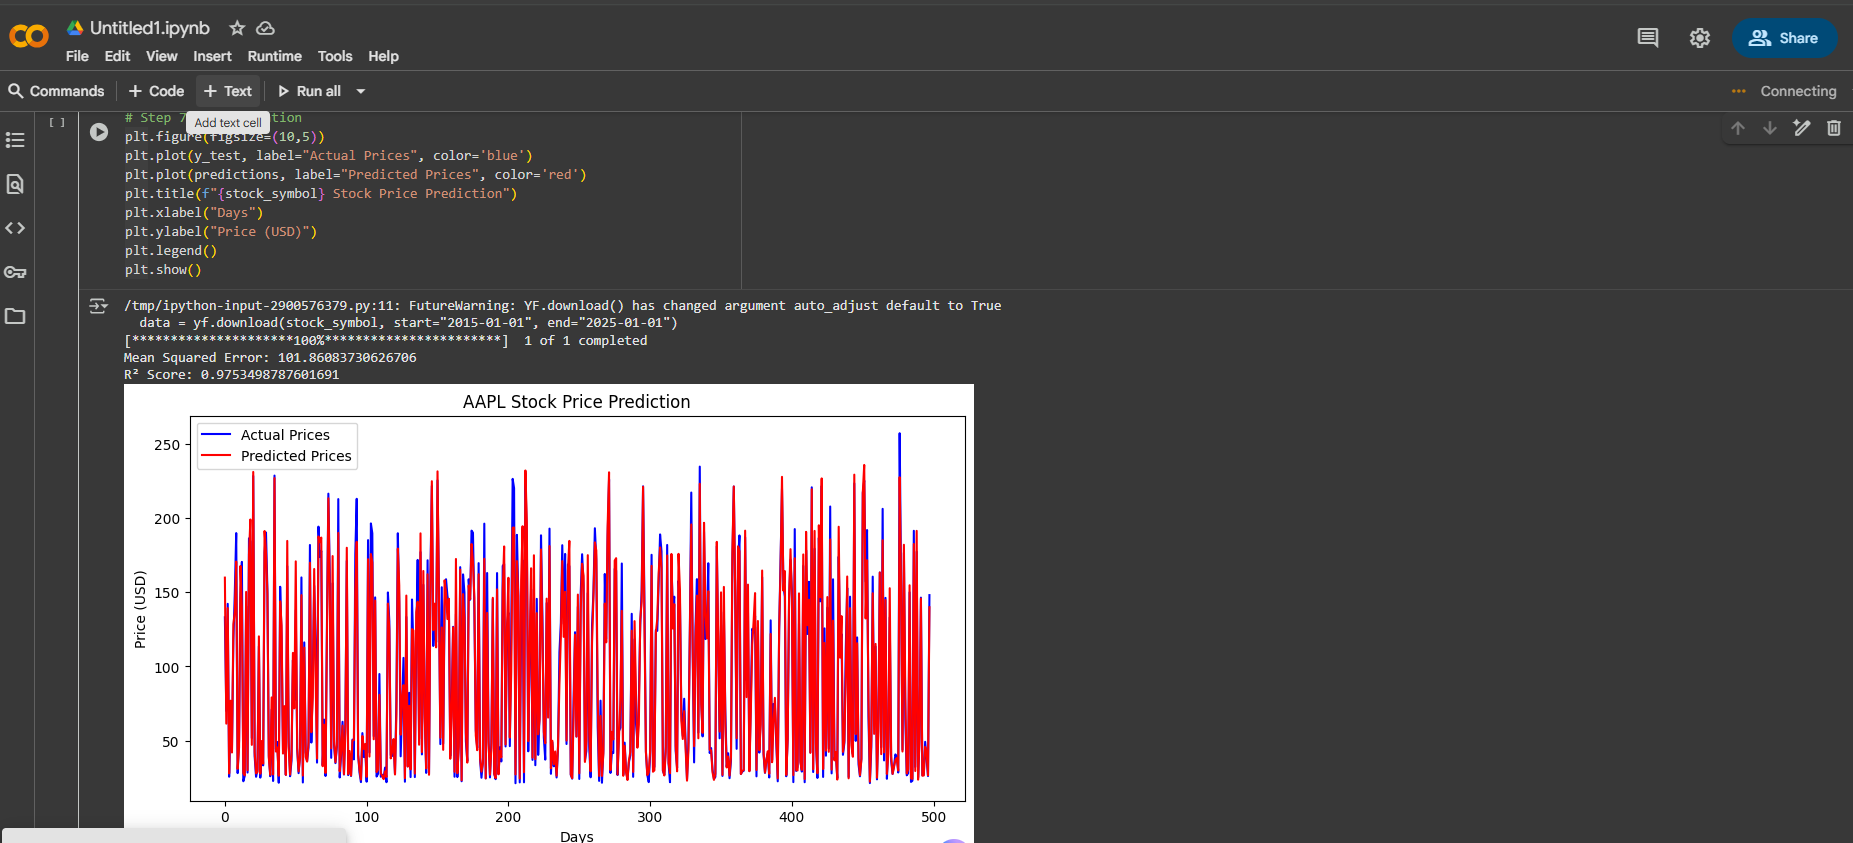 Untitled1.ipynb
File Edit View Insert Runtime Tools Help
Share
Commands + Code + Text Run all
Connecting
Add text cell
[ ]
# Step 7 tion
plt.figure(figsize=(10,5))
plt.plot(y_test, label="Actual Prices", color='blue')
plt.plot(predictions, label="Predicted Prices", color='red')
plt.title(f"{stock_symbol} Stock Price Prediction")
plt.xlabel("Days")
plt.ylabel("Price (USD)")
plt.legend()
plt.show()
/tmp/ipython-input-2900576379.py:11: FutureWarning: YF.download() has changed argument auto_adjust default to True
data = yf.download(stock_symbol, start="2015-01-01", end="2025-01-01")
[*********************100%***********************] 1 of 1 completed
Mean Squared Error: 101.86083730626706
R² Score: 0.9753498787601691
AAPL Stock Price Prediction
Actual Prices
Predicted Prices
250
200
150
100
50
Price (USD)
0 100 200 300 400 500
Days